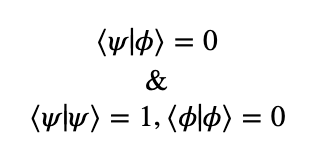 ⟨ψ|ϕ⟩ = 0
&
⟨ψ|ψ⟩ = 1, ⟨ϕ|ϕ⟩ = 0